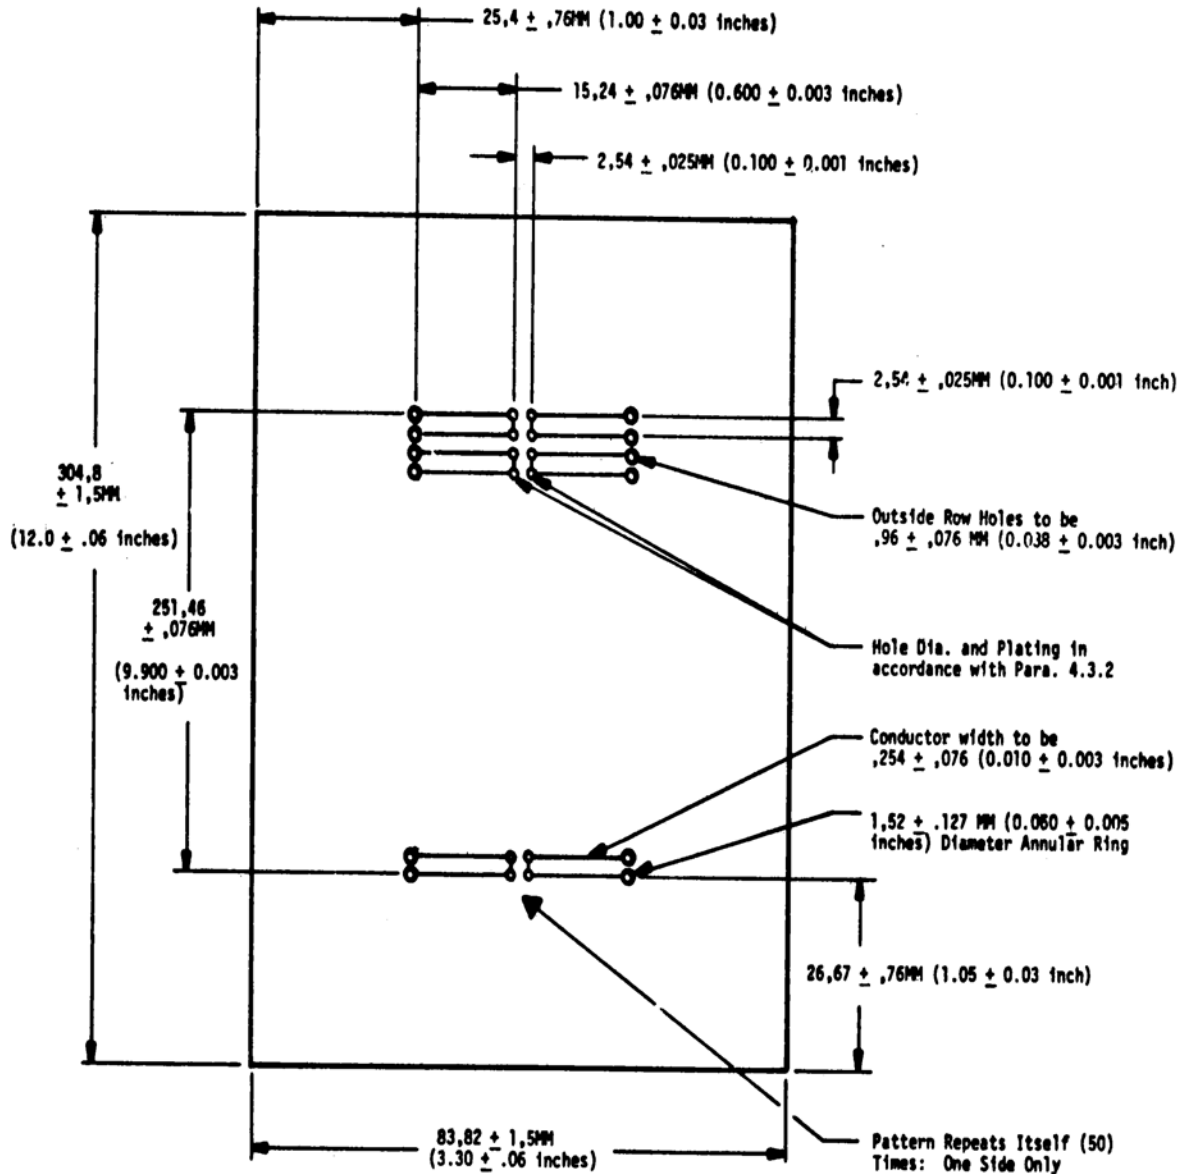 25,4 ± ,76MM (1.00 ± 0.03 inches)
15,24 ± ,076MM (0.600 ± 0.003 inches)
2,54 ± ,025MM (0.100 ± 0.001 inches)
2,54 ± ,025MM (0.100 ± 0.001 inch)
304,8
± 1,5MM
(12.0 ± .06 inches)
Outside Row Holes to be
,96 ± ,076 MM (0.038 ± 0.003 inch)
251,46
± ,076MM
(9.900 ± 0.003
inches)
Hole Dia. and Plating in
accordance with Para. 4.3.2
Conductor width to be
,254 ± ,076 (0.010 ± 0.003 inches)
1,52 ± .127 MM (0.060 ± 0.005
inches) Diameter Annular Ring
26,67 ± ,76MM (1.05 ± 0.03 inch)
83,82 ± 1,5MM
(3.30 ± .06 inches)
Pattern Repeats Itself (50)
Times: One Side Only